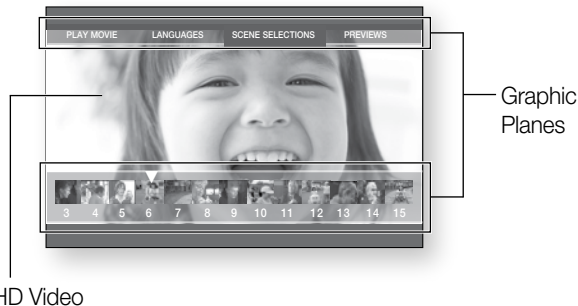 PLAY MOVIE LANGUAGES SCENE SELECTIONS PREVIEWS
Graphic
Planes
3 4 5 6 7 8 9 10 11 12 13 14 15
HD Video